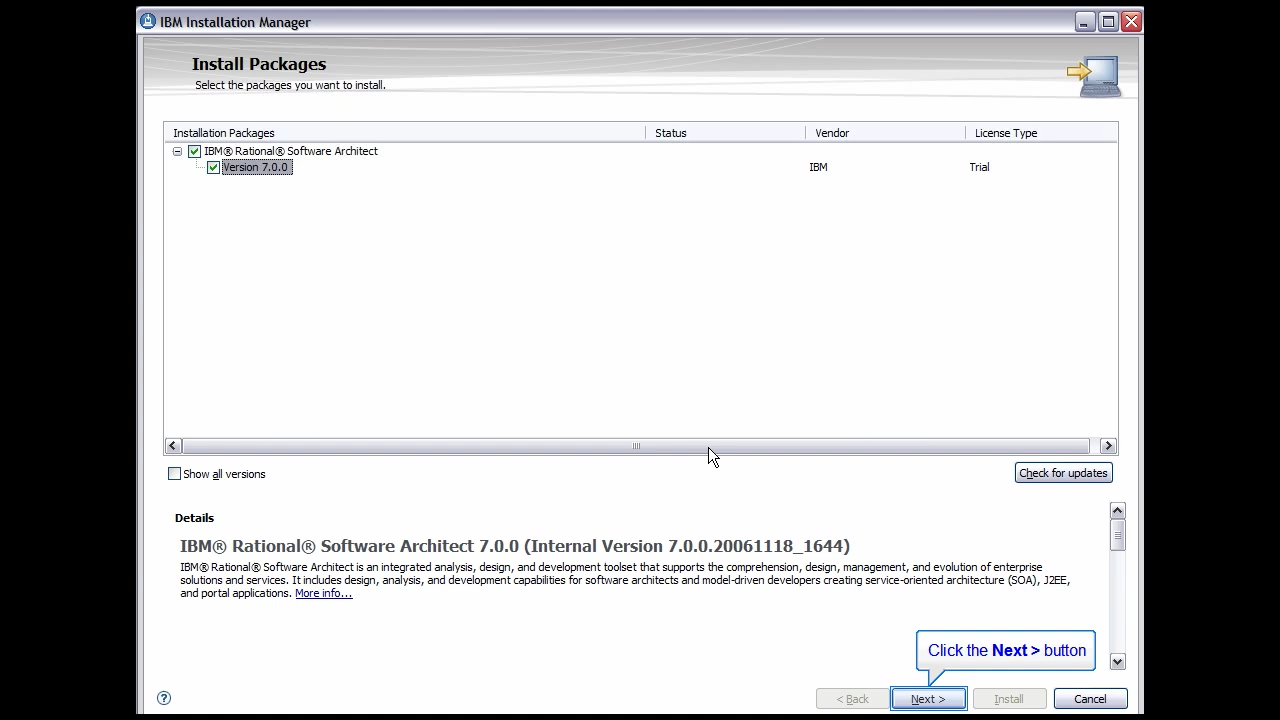 IBM Installation Manager
Install Packages
Select the packages you want to install.
Installation Packages Status Vendor License Type
IBM® Rational® Software Architect
Version 7.0.0 IBM Trial
Show all versions Check for updates
Details
IBM® Rational® Software Architect 7.0.0 (Internal Version 7.0.0.20061118_1644)
IBM® Rational® Software Architect is an integrated analysis, design, and development toolset that supports the comprehension, design, management, and evolution of enterprise
solutions and services. It includes design, analysis, and development capabilities for software architects and model-driven developers creating service-oriented architecture (SOA), J2EE,
and portal applications. More info...
Click the Next > button
? < Back Next > Install Cancel